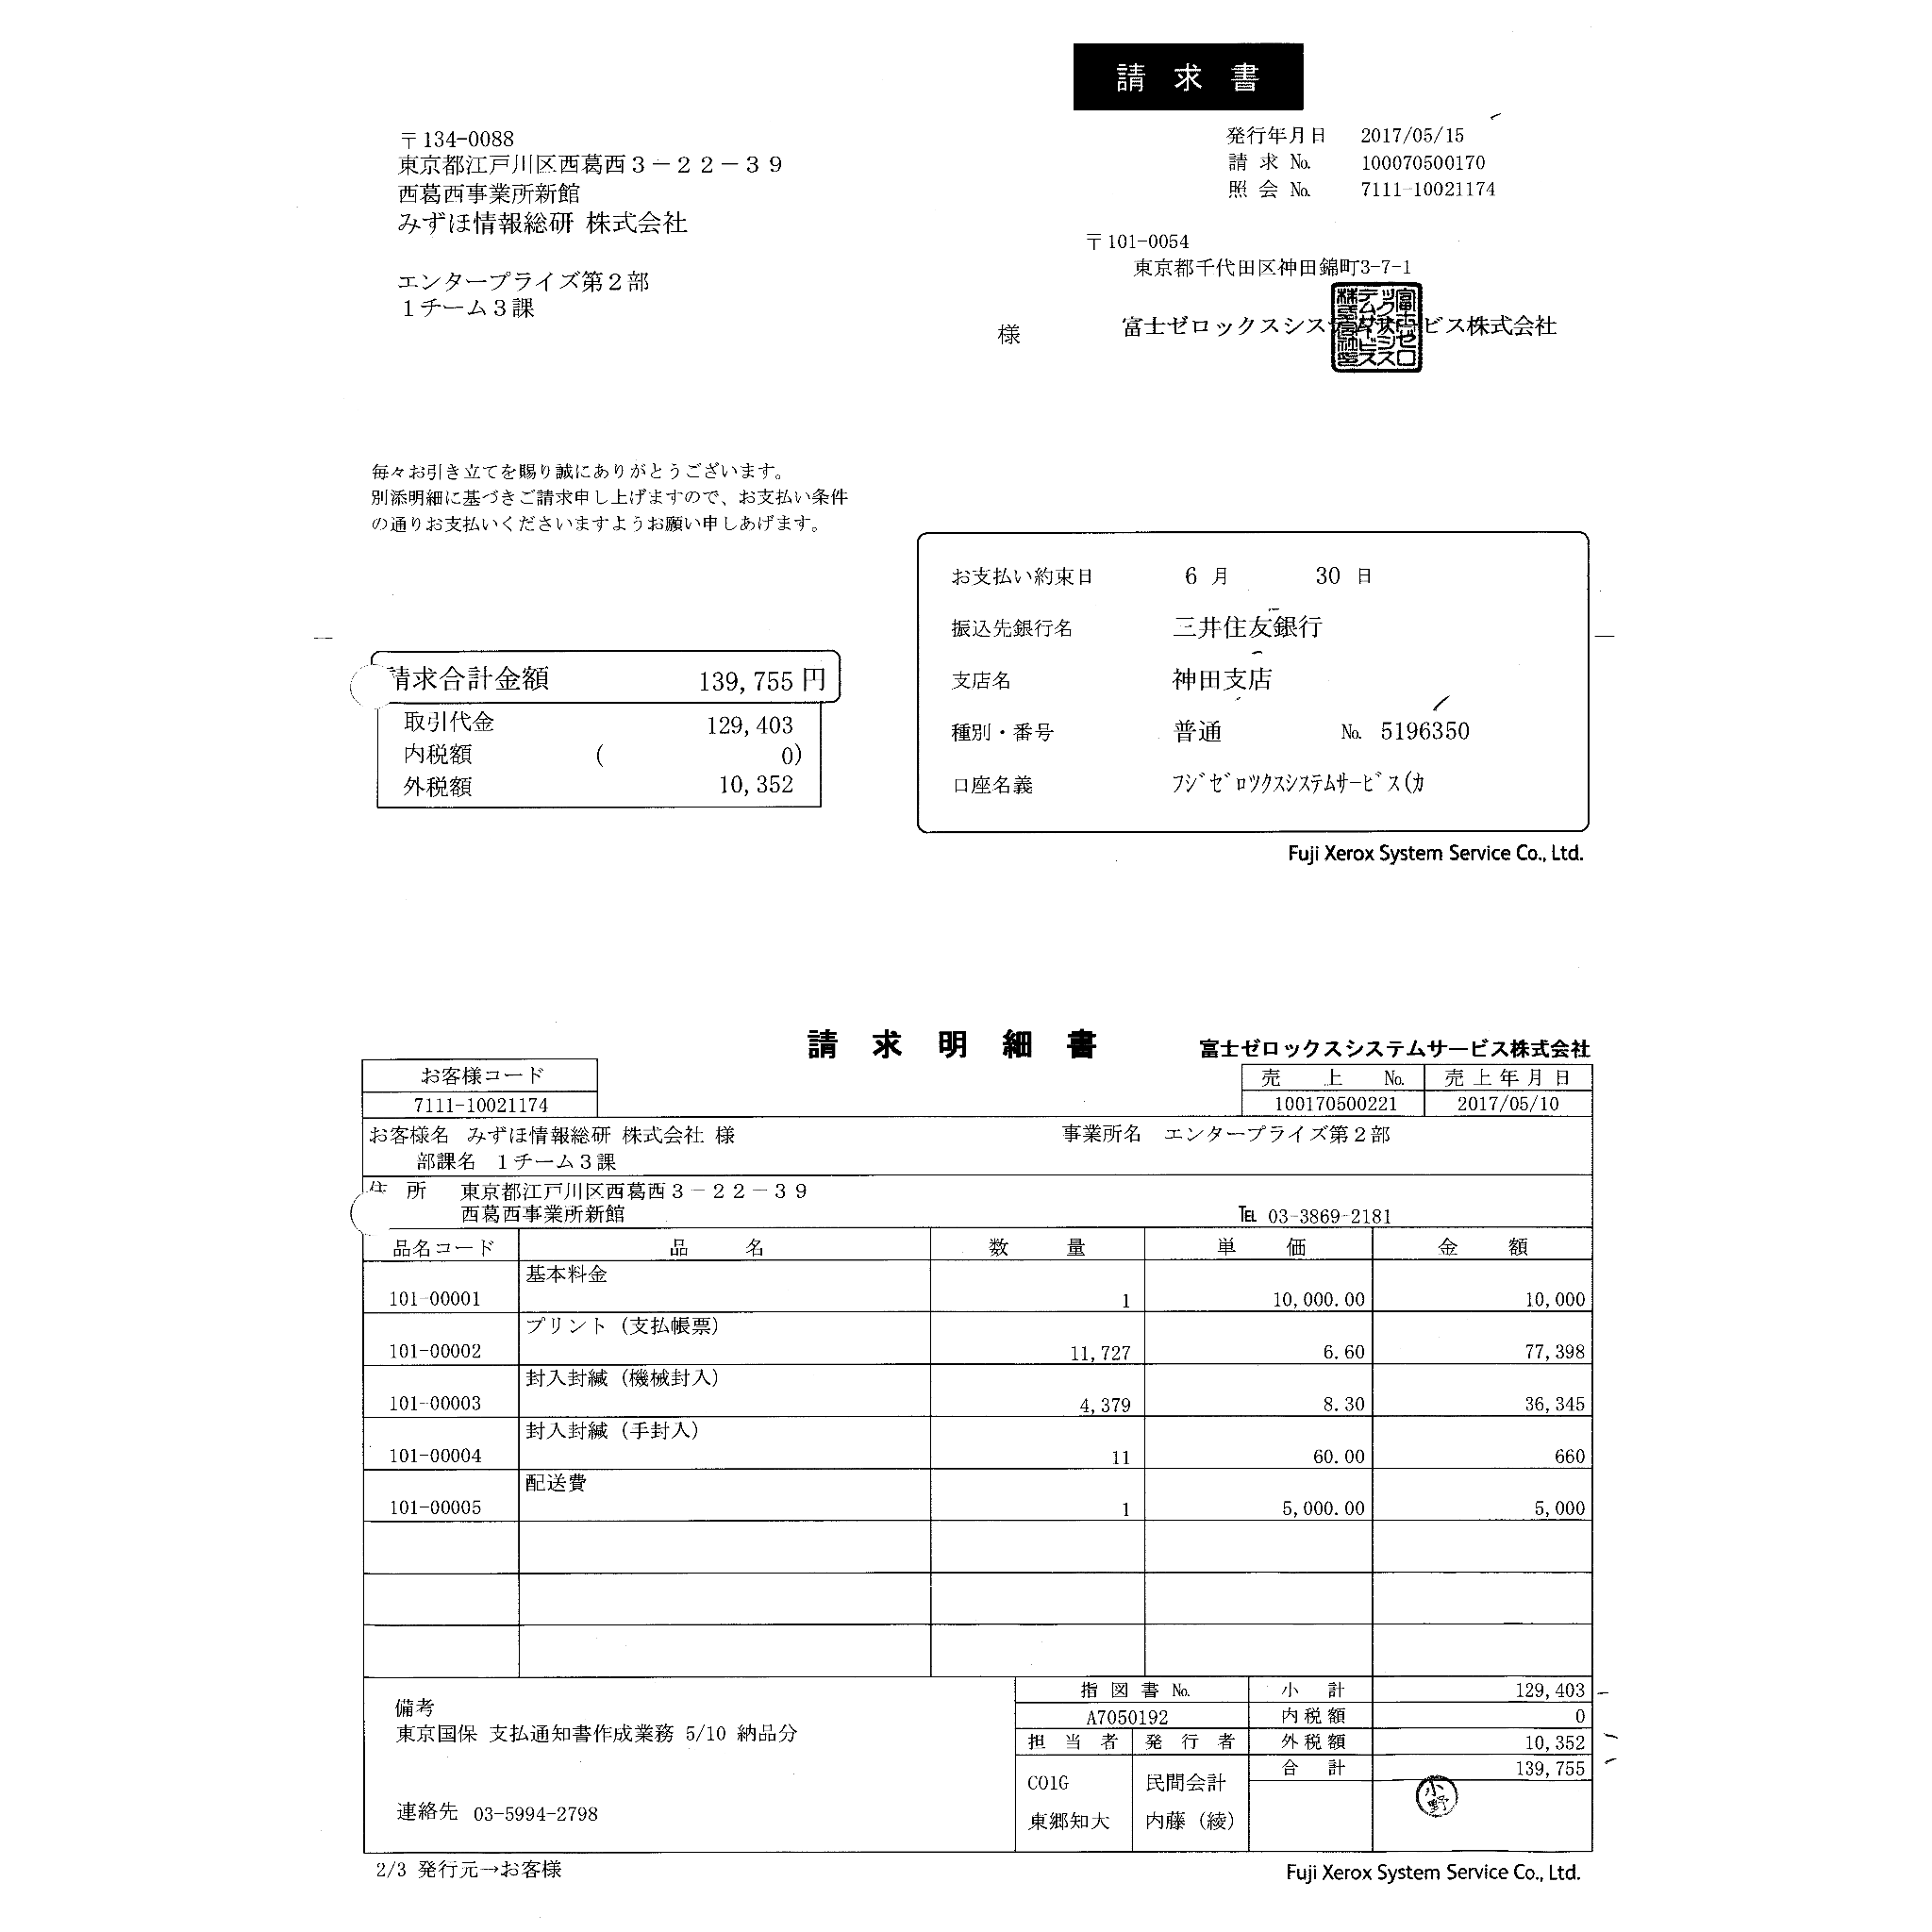 請 求 書
〒134-0088
東京都江戸川区西葛西３－２２－３９
西葛西事業所新館
みずほ情報総研 株式会社
エンタープライズ第２部
１チーム３課
様
発行年月日 2017/05/15
請 求 № 100070500170
照 会 № 7111-10021174
〒101-0054
東京都千代田区神田錦町3-7-1
富士ゼロックスシステムサービス株式会社
毎々お引き立てを賜り誠にありがとうございます。
別添明細に基づきご請求申し上げますので、お支払い条件
の通りお支払いくださいますようお願い申しあげます。
請求合計金額 139,755 円
取引代金 129,403
内税額 ( 0)
外税額 10,352
お支払い約束日 6 月 30 日
振込先銀行名 三井住友銀行
支店名 神田支店
種別・番号 普通 № 5196350
口座名義 フジゼロツクスシステムサービス(カ
Fuji Xerox System Service Co., Ltd.
請 求 明 細 書
富士ゼロックスシステムサービス株式会社
お客様コード
7111-10021174
売 上 № 売上年月日
100170500221 2017/05/10
お客様名 みずほ情報総研 株式会社 様 事業所名 エンタープライズ第２部
部課名 １チーム３課
住 所 東京都江戸川区西葛西３－２２－３９
西葛西事業所新館 ℡ 03-3869-2181
品名コード 品 名 数 量 単 価 金 額
基本料金
101-00001 1 10,000.00 10,000
プリント（支払帳票）
101-00002 11,727 6.60 77,398
封入封緘（機械封入）
101-00003 4,379 8.30 36,345
封入封緘（手封入）
101-00004 11 60.00 660
配送費
101-00005 1 5,000.00 5,000
備考
東京国保 支払通知書作成業務 5/10 納品分
連絡先 03-5994-2798
指 図 書 № 小 計 129,403
A7050192 内税額 0
担 当 者 発 行 者 外税額 10,352
合 計 139,755
C01G 民間会計
東郷知大 内藤（綾）
小野
2/3 発行元→お客様
Fuji Xerox System Service Co., Ltd.